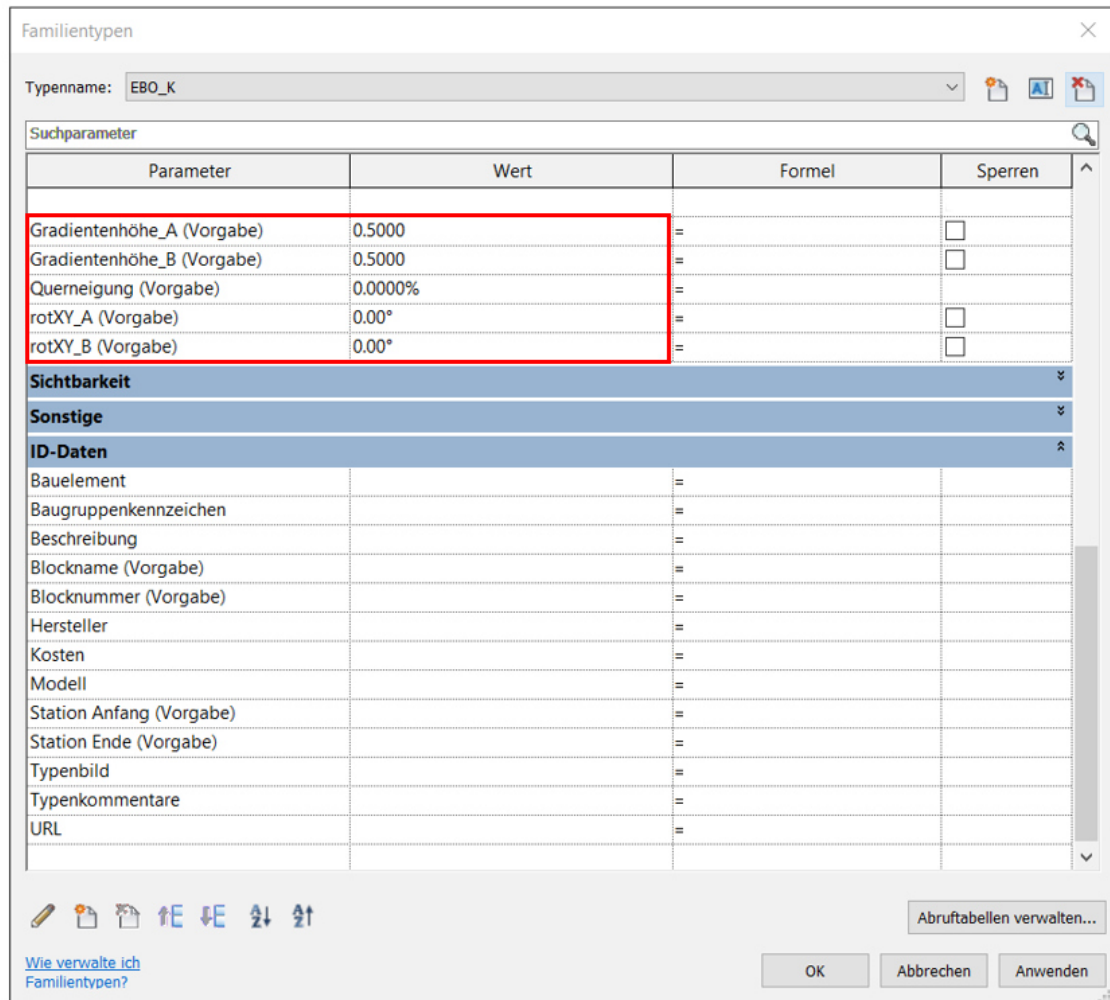 Familientypen
Typenname: EBO_K
Suchparameter
Parameter Wert Formel Sperren
Gradientenhöhe_A (Vorgabe) 0.5000 =
Gradientenhöhe_B (Vorgabe) 0.5000 =
Querneigung (Vorgabe) 0.0000% =
rotXY_A (Vorgabe) 0.00° =
rotXY_B (Vorgabe) 0.00° =
Sichtbarkeit
Sonstige
ID-Daten
Bauelement =
Baugruppenkennzeichen =
Beschreibung =
Blockname (Vorgabe) =
Blocknummer (Vorgabe) =
Hersteller =
Kosten =
Modell =
Station Anfang (Vorgabe) =
Station Ende (Vorgabe) =
Typenbild =
Typenkommentare =
URL =
Abruftabellen verwalten...
Wie verwalte ich
Familientypen?
OK Abbrechen Anwenden